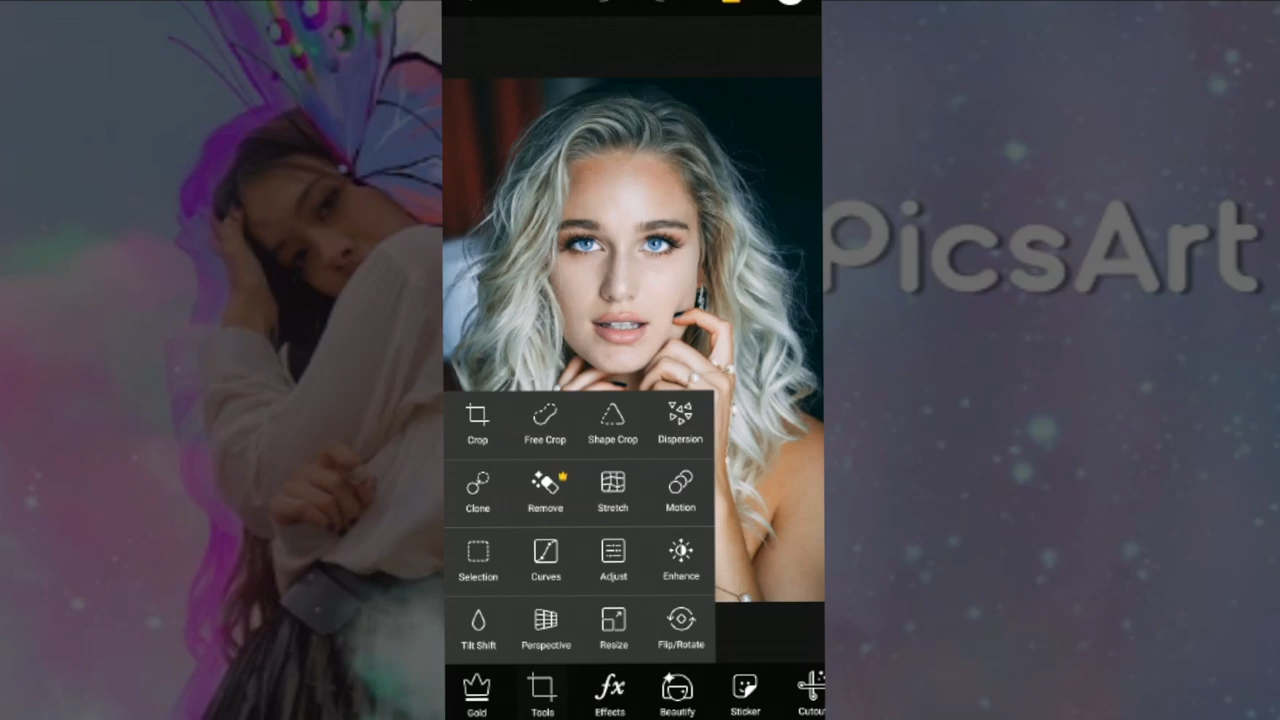 PicsArt
Crop Free Crop Shape Crop Dispersion
Clone Remove Stretch Motion
Selection Curves Adjust Enhance
Tilt Shift Perspective Resize Flip/Rotate
Gold Tools Effects Beautify Sticker Cutou